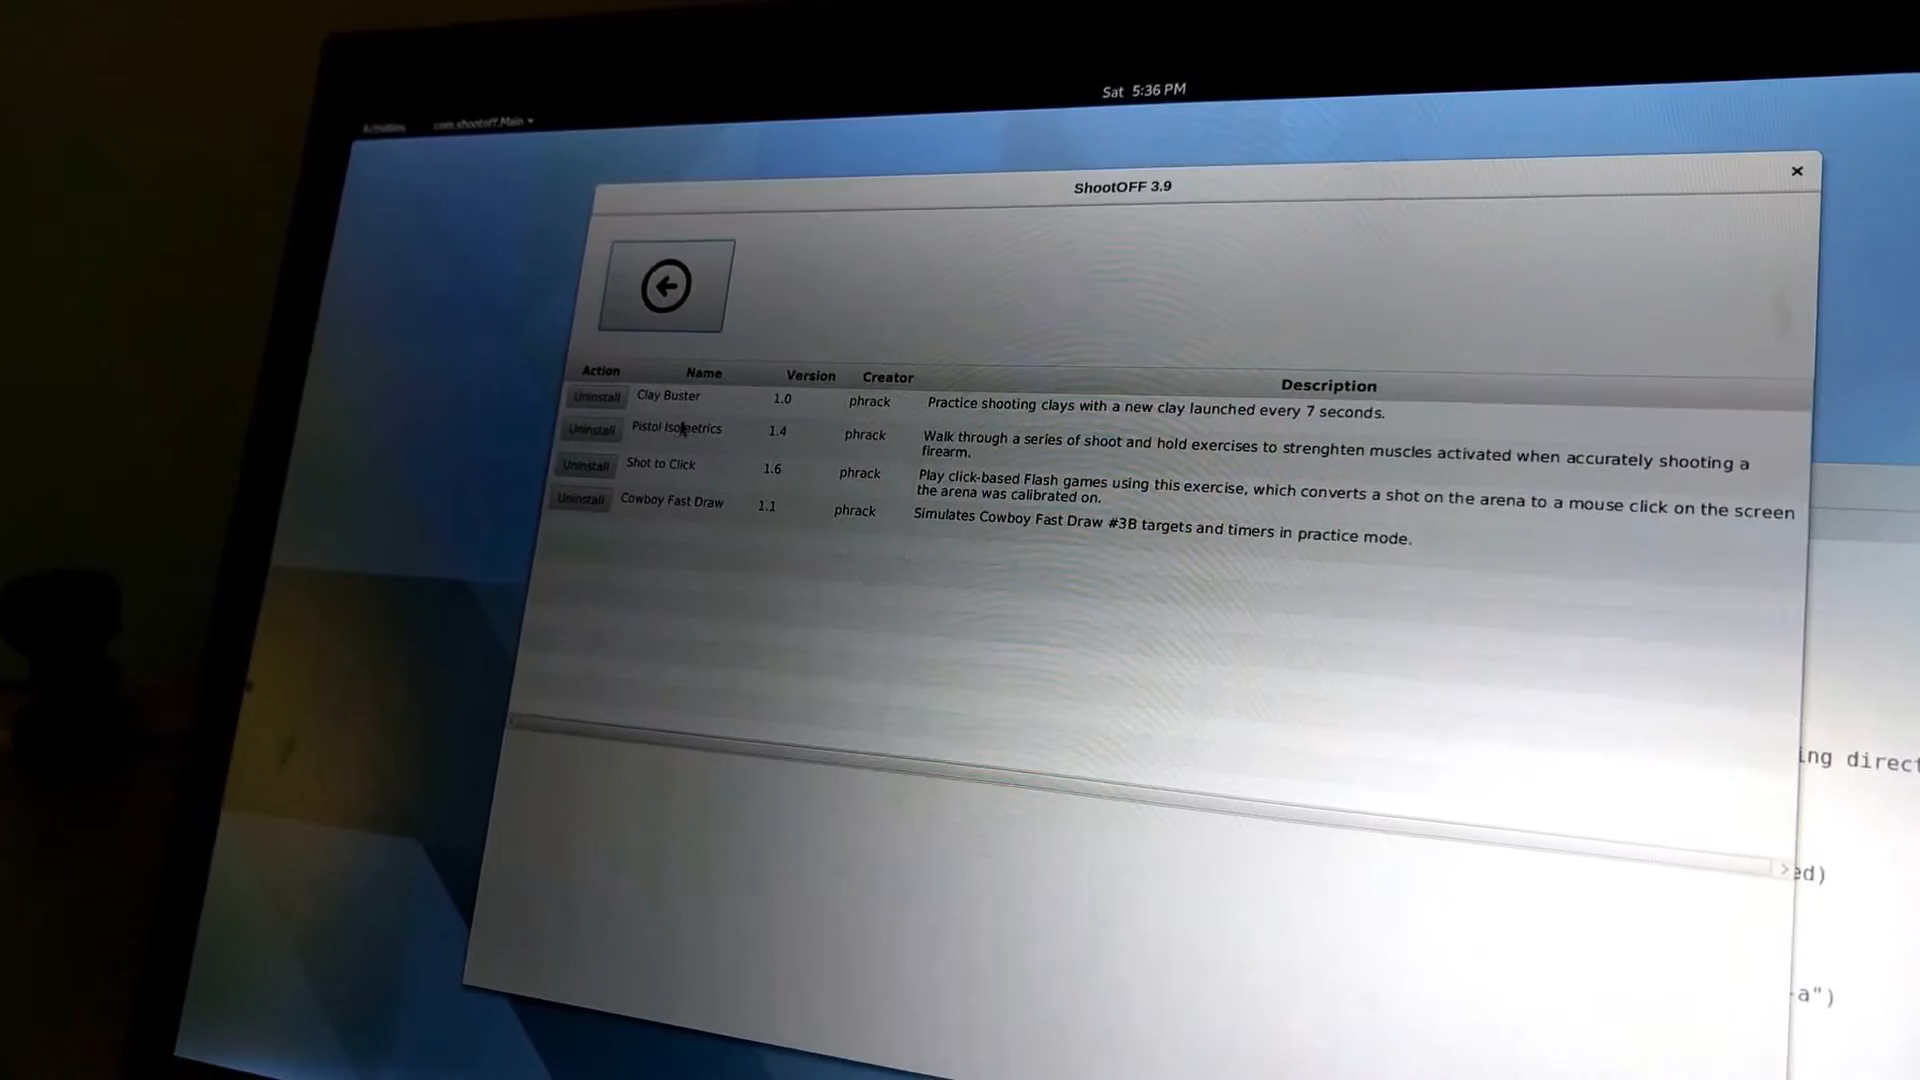 Sat 5:36 PM
Activities com.shootoff.Main
ShootOFF 3.9
Action Name Version Creator Description
Uninstall Clay Buster 1.0 phrack Practice shooting clays with a new clay launched every 7 seconds.
Uninstall Pistol Isometrics 1.4 phrack Walk through a series of shoot and hold exercises to strenghten muscles activated when accurately shooting a
firearm.
Uninstall Shot to Click 1.6 phrack Play click-based Flash games using this exercise, which converts a shot on the arena to a mouse click on the screen
the arena was calibrated on.
Uninstall Cowboy Fast Draw 1.1 phrack Simulates Cowboy Fast Draw #3B targets and timers in practice mode.
ing direct
ed)
-a")